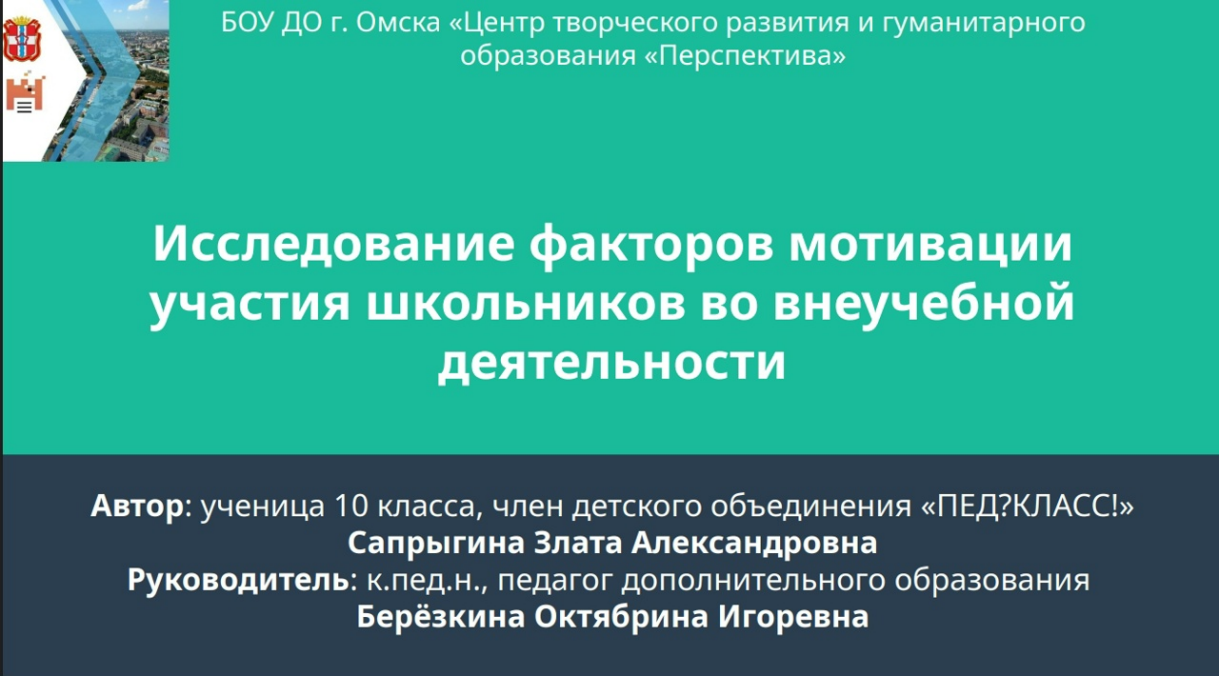 БОУ ДО г. Омска «Центр творческого развития и гуманитарного
образования «Перспектива»
Исследование факторов мотивации
участия школьников во внеучебной
деятельности
Автор: ученица 10 класса, член детского объединения «ПЕД?КЛАСС!»
Сапрыгина Злата Александровна
Руководитель: к.пед.н., педагог дополнительного образования
Берёзкина Октябрина Игоревна